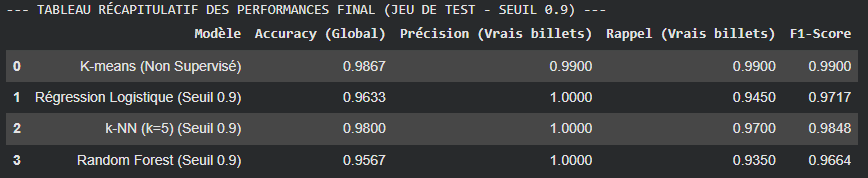 --- TABLEAU RÉCAPITULATIF DES PERFORMANCES FINAL (JEU DE TEST - SEUIL 0.9) ---
Modèle Accuracy (Global) Précision (Vrais billets) Rappel (Vrais billets) F1-Score
0 K-means (Non Supervisé) 0.9867 0.9900 0.9900 0.9900
1 Régression Logistique (Seuil 0.9) 0.9633 1.0000 0.9450 0.9717
2 k-NN (k=5) (Seuil 0.9) 0.9800 1.0000 0.9700 0.9848
3 Random Forest (Seuil 0.9) 0.9567 1.0000 0.9350 0.9664